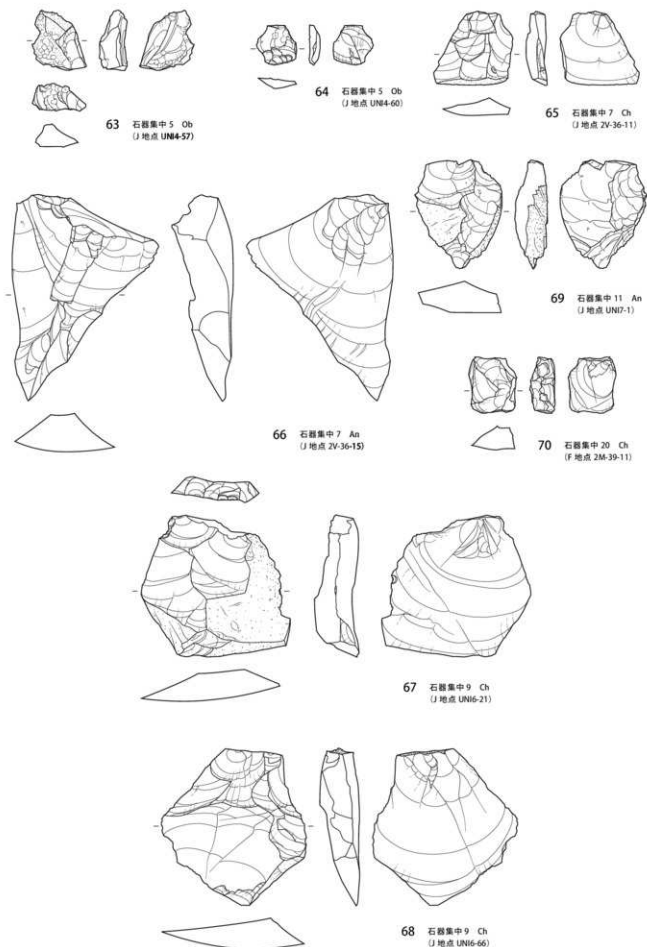 63 石器集中 5 Ob
(J 地点 UNI4-57)
64 石器集中 5 Ob
(J 地点 UNI4-60)
65 石器集中 7 Ch
(J 地点 2V-36-11)
66 石器集中 7 An
(J 地点 2V-36-15)
69 石器集中 11 An
(J 地点 UNI7-1)
70 石器集中 20 Ch
(F 地点 2M-39-11)
67 石器集中 9 Ch
(J 地点 UNI6-21)
68 石器集中 9 Ch
(J 地点 UNI6-66)